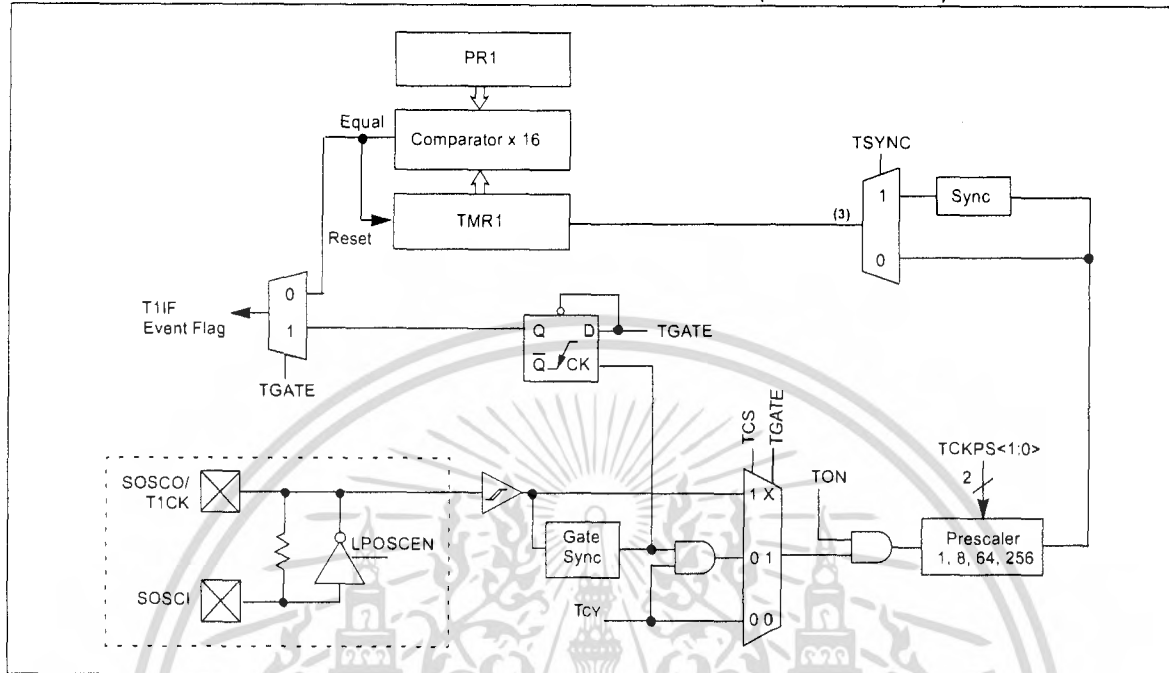 PR1
Equal
Comparator x 16
TSYNC
1
Sync
(3)
TMR1
Reset
0
0
T1IF
Event Flag
1
Q
D
TGATE
Q̅
CK
TGATE
TCS
TGATE
TCKPS<1:0>
SOSCO/
T1CK
TON
2
1 X
LPOSCEN
Gate
Sync
Prescaler
1, 8, 64, 256
0 1
SOSCI
TCY
0 0